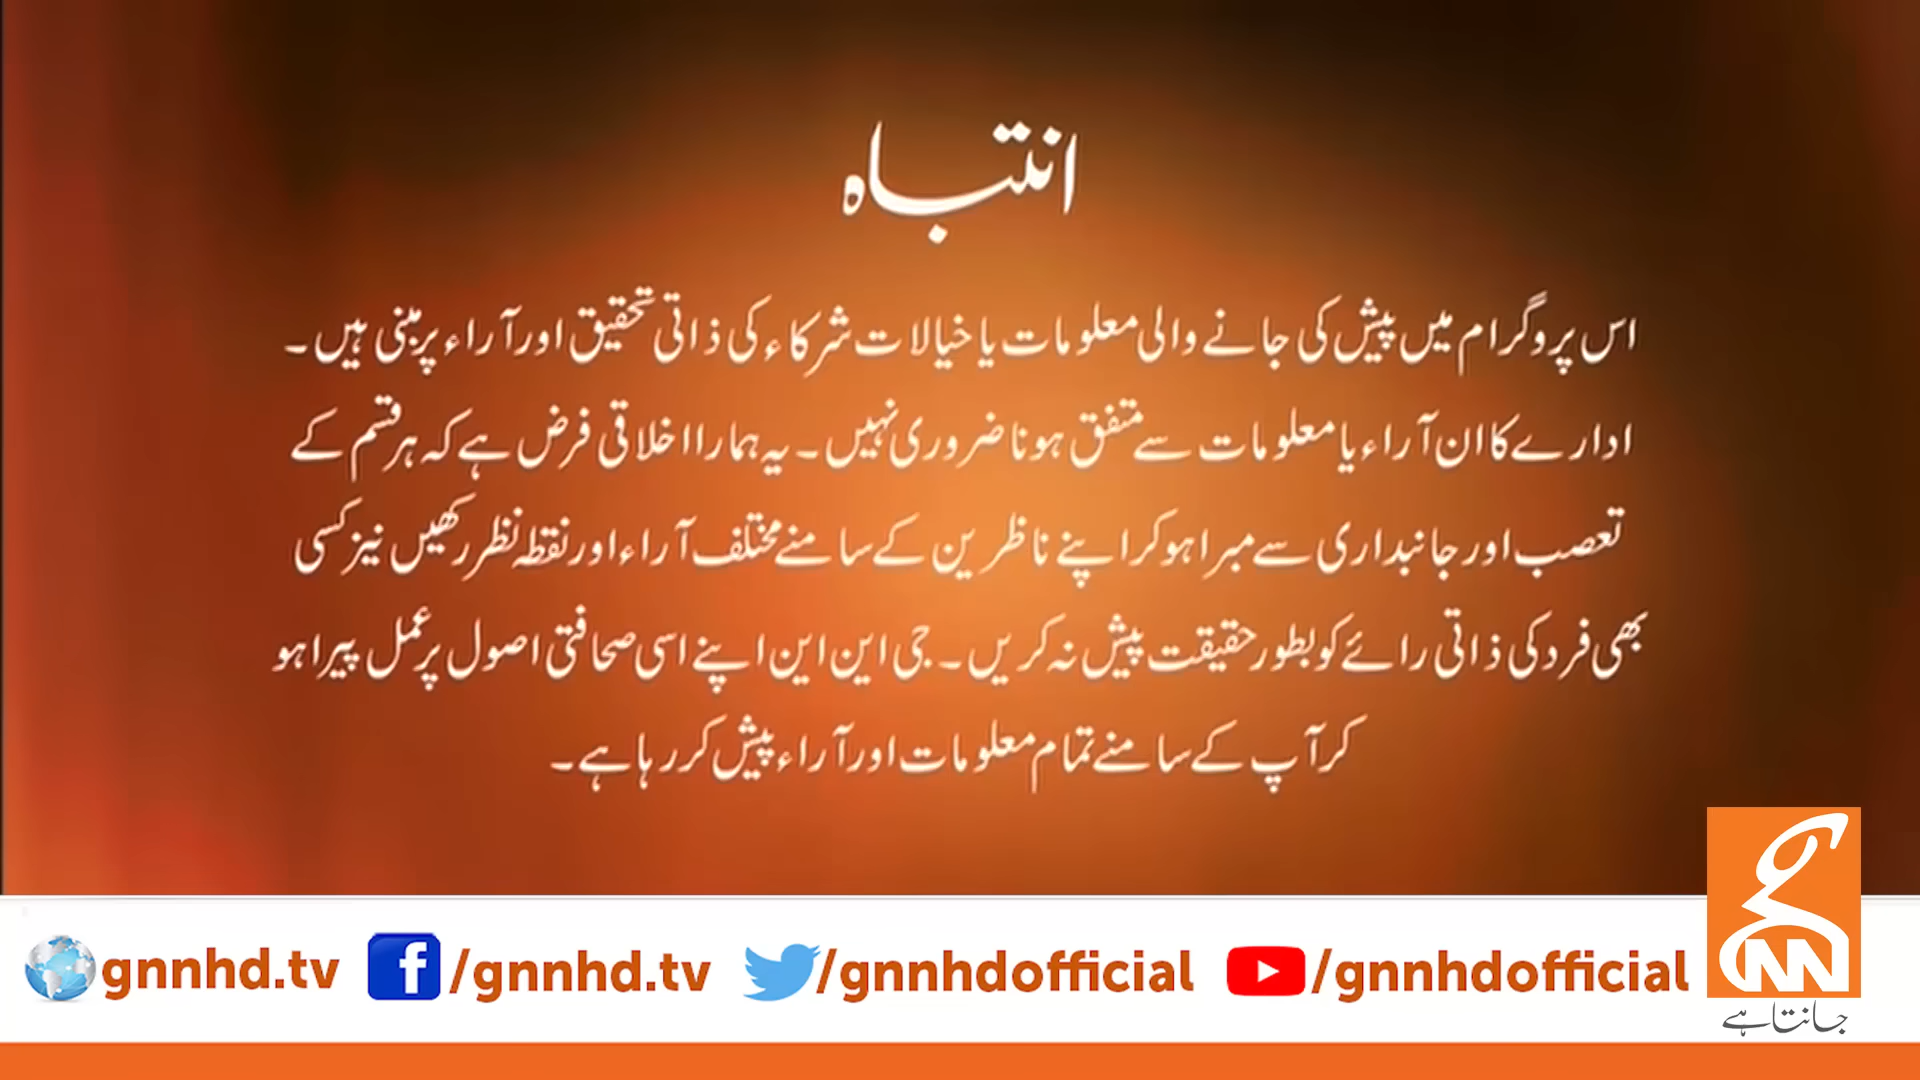 انتباہ
اس پروگرام میں پیش کی جانے والی معلومات یا خیالات شرکاء کی ذاتی تحقیق اور آراء پر مبنی ہیں۔
ادارے کا ان آراء یا معلومات سے متفق ہونا ضروری نہیں۔ یہ ہمارا اخلاقی فرض ہے کہ ہر قسم کے
تعصب اور جانبداری سے مبرا ہو کر اپنے ناظرین کے سامنے مختلف آراء اور نقطہ نظر رکھیں نیز کسی
بھی فرد کی ذاتی رائے کو بطور حقیقت پیش نہ کریں۔ جی این این اپنے اسی صحافتی اصول پر عمل پیرا ہو
کر آپ کے سامنے تمام معلومات اور آراء پیش کر رہا ہے۔
gnnhd.tv /gnnhd.tv /gnnhdofficial /gnnhdofficial
GNN
جانتا ہے